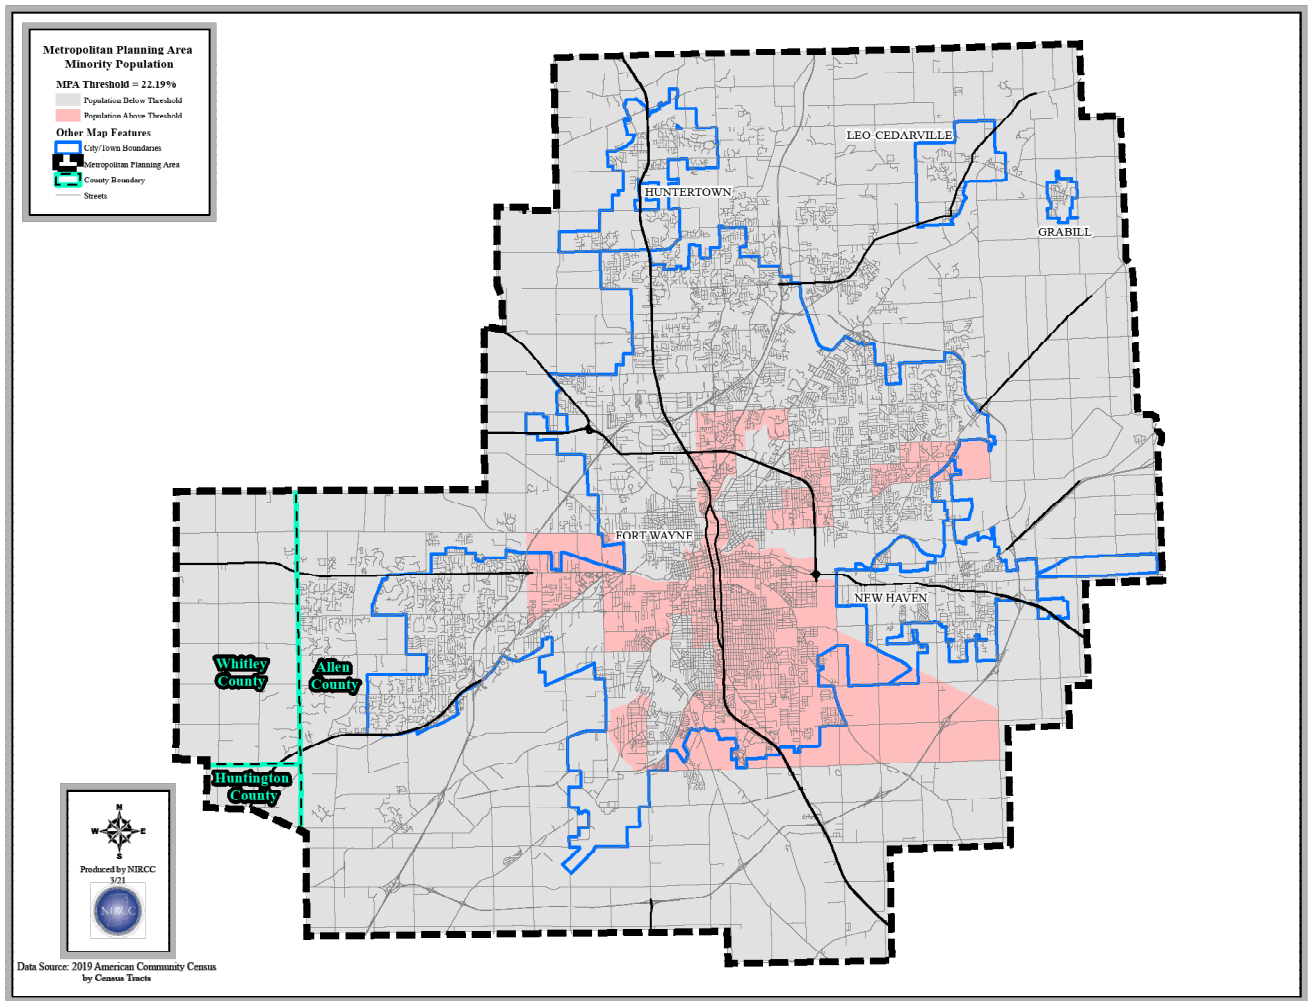 Metropolitan Planning Area
Minority Population
MPA Threshold = 22.19%
Population Below Threshold
Population Above Threshold
Other Map Features
City/Town Boundaries
Metropolitan Planning Area
County Boundary
Streets
LEO-CEDARVILLE
HUNTERTOWN
GRABILL
FORT WAYNE
NEW HAVEN
Whitley
County
Allen
County
Huntington
County
N
W
E
S
Produced by NIRCC
3/21
NIRCC
Data Source: 2019 American Community Census
by Census Tracts